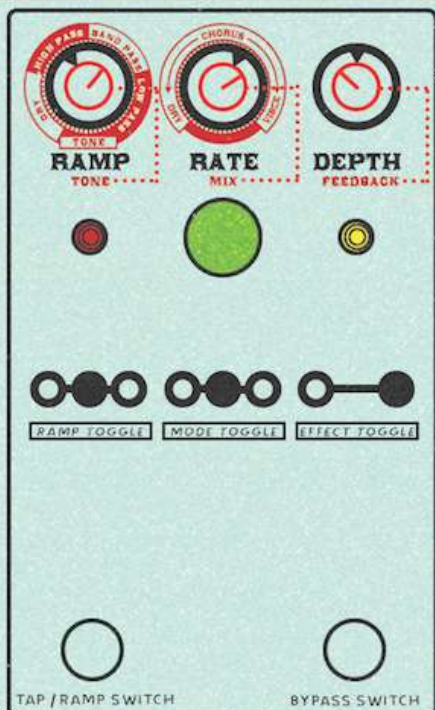 HIGH PASS
BAND PASS
LOW PASS
DRY
TONE
CHORUS
DRY
VIBE
RAMP
RATE
DEPTH
TONE
MIX
FEEDBACK
RAMP TOGGLE
MODE TOGGLE
EFFECT TOGGLE
TAP / RAMP SWITCH
BYPASS SWITCH